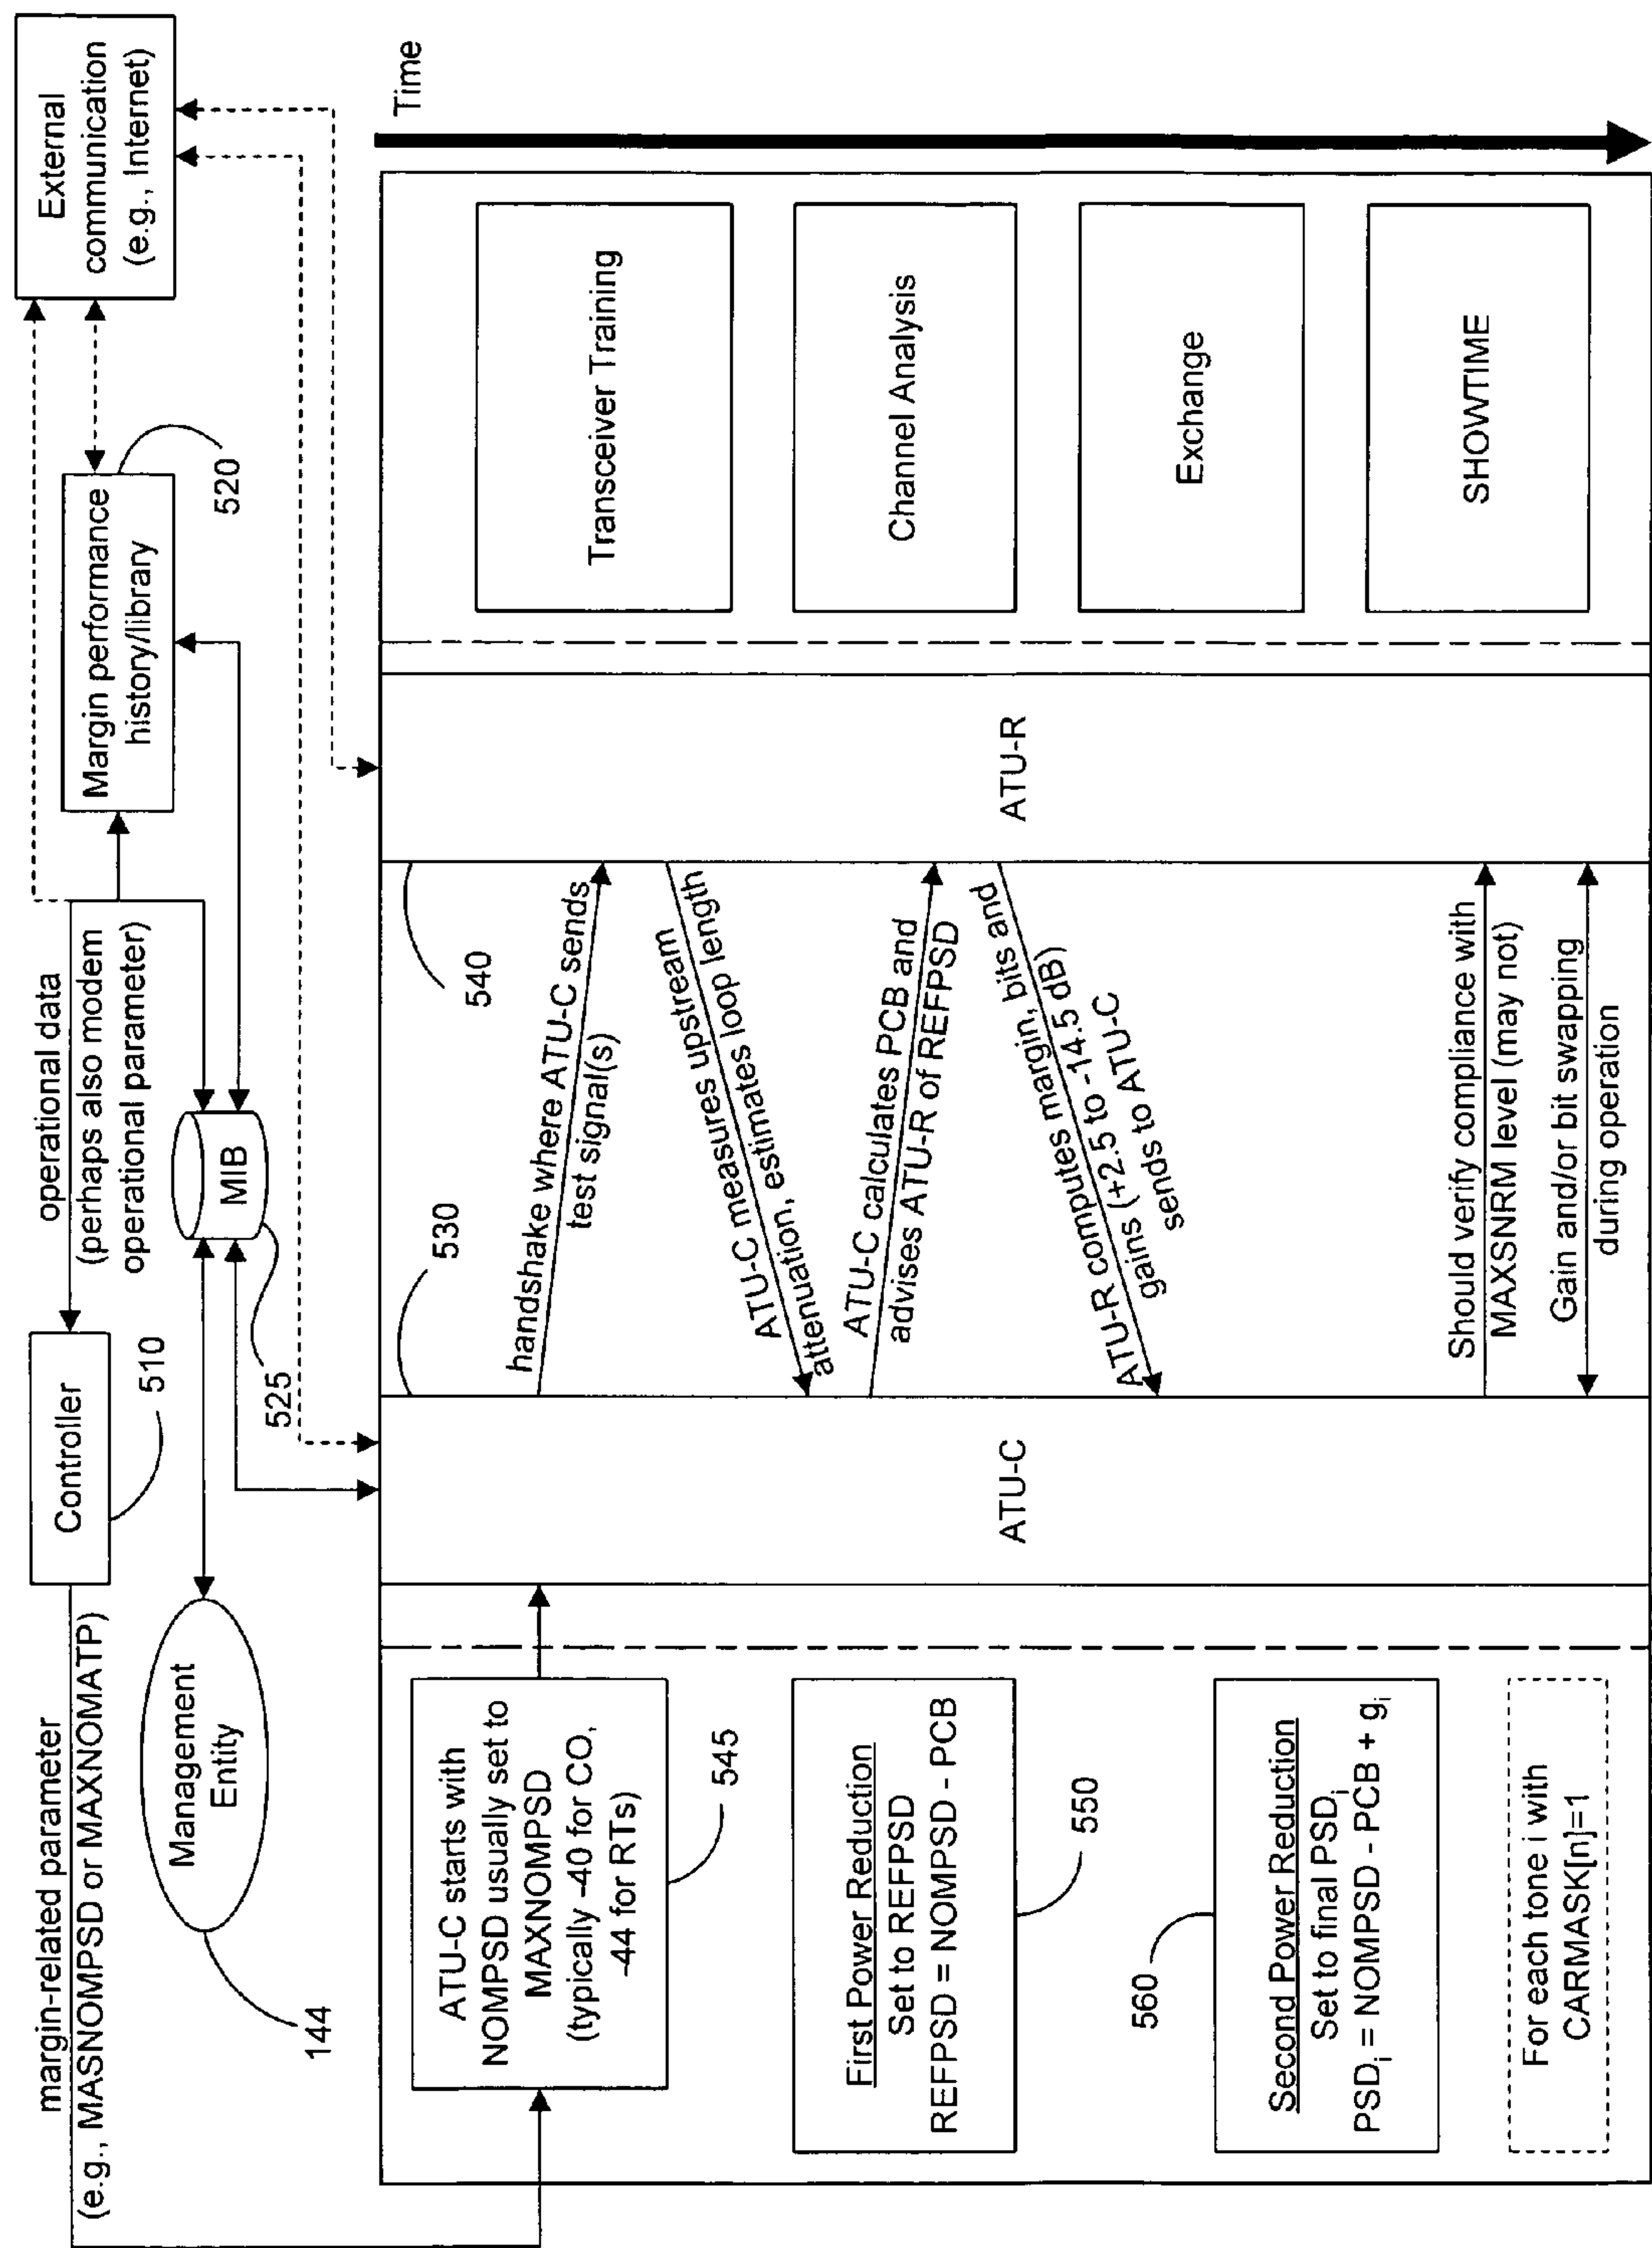 margin-related parameter
(e.g., MASNOMPSD or MAXNOMATP)
Controller
510
operational data
(perhaps also modem
operational parameter)
Margin performance
history/library
520
External
communication
(e.g., Internet)
Management
Entity
144
MIB
525
530
540
Time
ATU-C starts with
NOMPSD usually set to
MAXNOMPSD
(typically -40 for CO,
-44 for RTs)
545
First Power Reduction
Set to REFPSD
REFPSD = NOMPSD - PCB
550
560
Second Power Reduction
Set to final PSDi
PSDi = NOMPSD - PCB + gi
For each tone i with
CARMASK[n]=1
ATU-C
handshake where ATU-C sends
test signal(s)
ATU-C measures upstream
attenuation, estimates loop length
ATU-C calculates PCB and
advises ATU-R of REFPSD
ATU-R computes margin, bits and
gains (+2.5 to -14.5 dB)
sends to ATU-C
Should verify compliance with
MAXSNRM level (may not)
Gain and/or bit swapping
during operation
ATU-R
Transceiver Training
Channel Analysis
Exchange
SHOWTIME